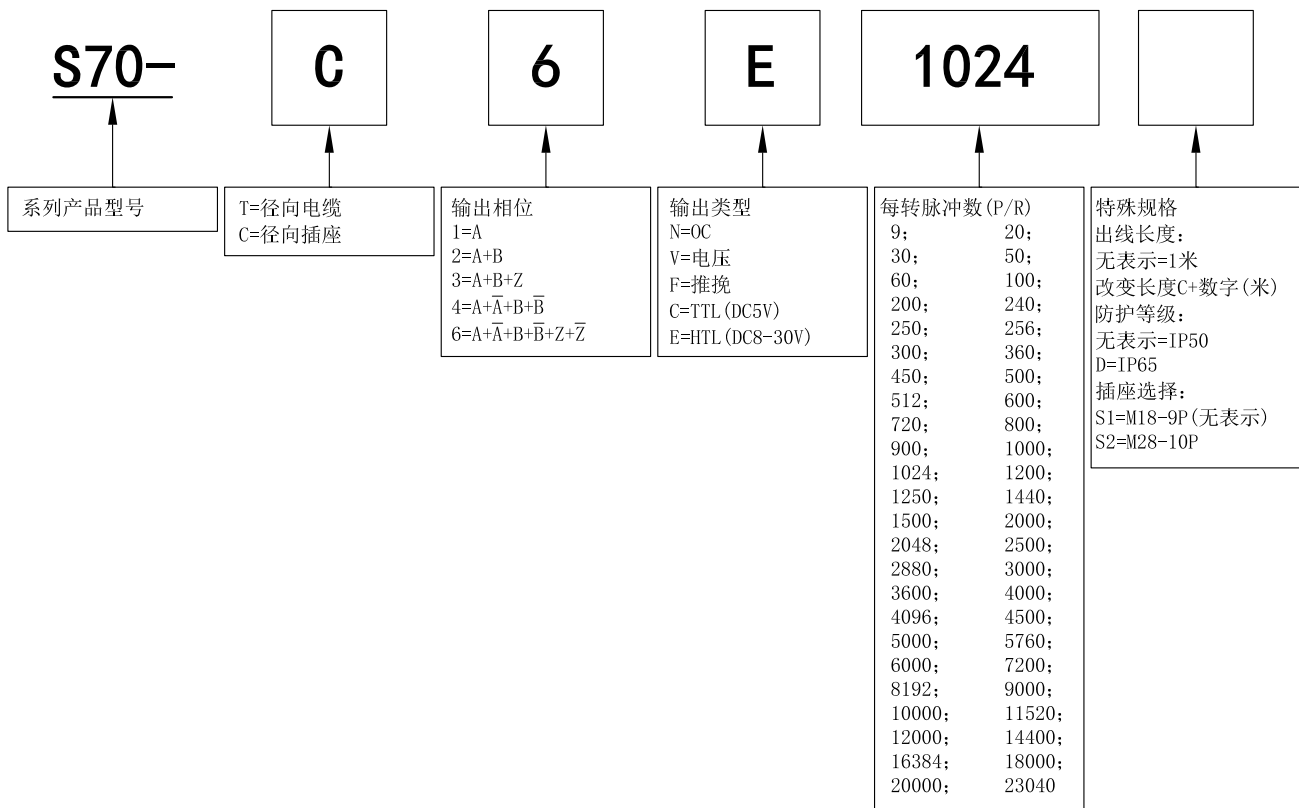 S70- C 6 E 1024
系列产品型号
T=径向电缆
C=径向插座
输出相位
1=A
2=A+B
3=A+B+Z
4=A+A̅+B+B̅
6=A+A̅+B+B̅+Z+Z̅
输出类型
N=OC
V=电压
F=推挽
C=TTL(DC5V)
E=HTL(DC8-30V)
每转脉冲数(P/R)
9; 20;
30; 50;
60; 100;
200; 240;
250; 256;
300; 360;
450; 500;
512; 600;
720; 800;
900; 1000;
1024; 1200;
1250; 1440;
1500; 2000;
2048; 2500;
2880; 3000;
3600; 4000;
4096; 4500;
5000; 5760;
6000; 7200;
8192; 9000;
10000; 11520;
12000; 14400;
16384; 18000;
20000; 23040
特殊规格
出线长度:
无表示=1米
改变长度C+数字(米)
防护等级:
无表示=IP50
D=IP65
插座选择:
S1=M18-9P(无表示)
S2=M28-10P